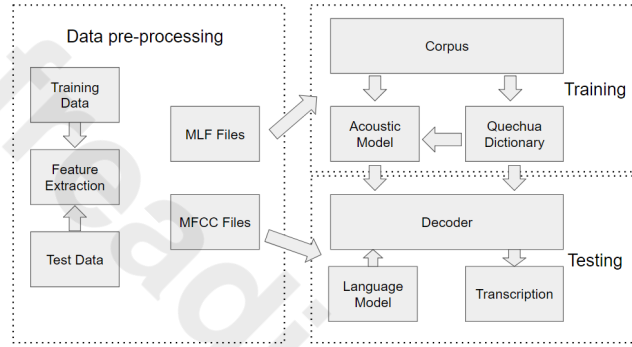 Data pre-processing
Training
Data
Feature
Extraction
Test Data
MLF Files
MFCC Files
Corpus
Training
Acoustic
Model
Quechua
Dictionary
Decoder
Testing
Language
Model
Transcription